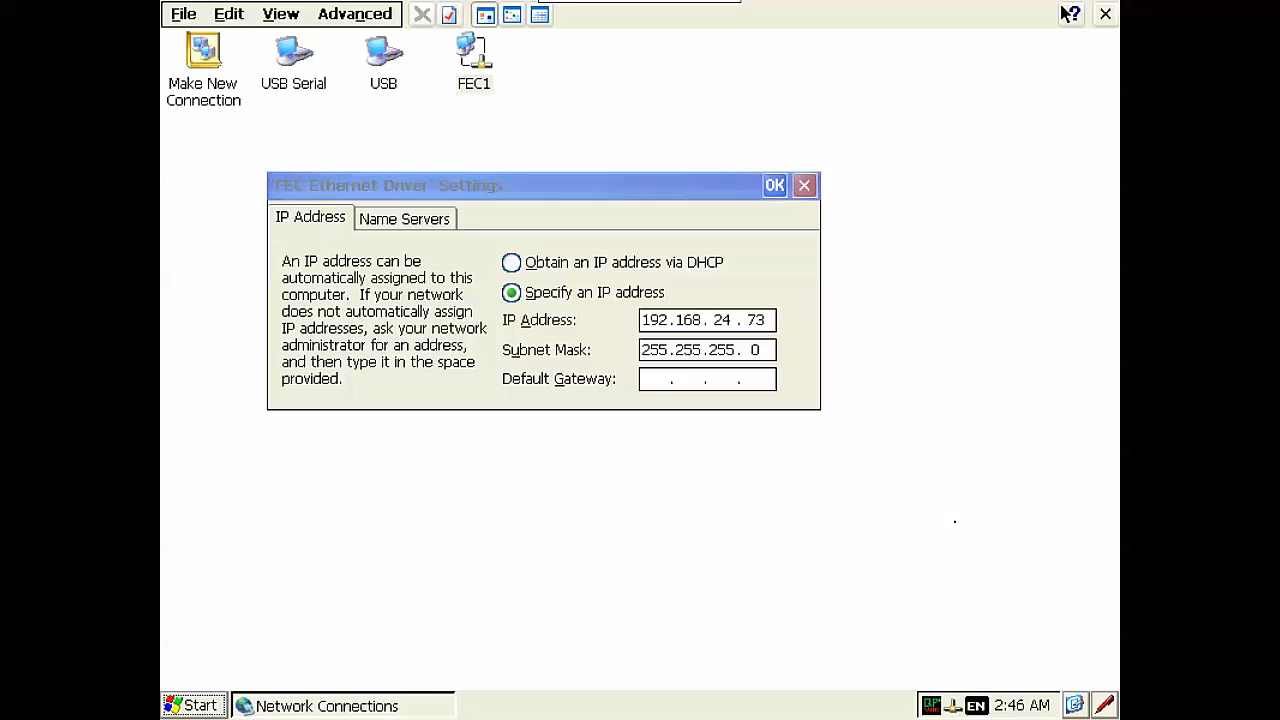 File Edit View Advanced
Make New
Connection
USB Serial
USB
FEC1
'FEC Ethernet Driver' Settings
OK
IP Address
Name Servers
An IP address can be
automatically assigned to this
computer. If your network
does not automatically assign
IP addresses, ask your network
administrator for an address,
and then type it in the space
provided.
Obtain an IP address via DHCP
Specify an IP address
IP Address: 192.168. 24 . 73
Subnet Mask: 255.255.255. 0
Default Gateway: . . .
Start
Network Connections
EN
2:46 AM